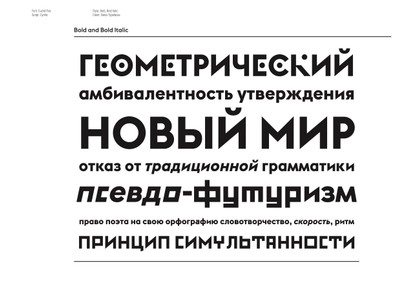 Bold and Bold Italic
ГЕОМЕТРИЧЕСКИЙ
амбивалентность утверждения
НОВЫЙ МИР
отказ от традиционной грамматики
псевдо-футуризм
право поэта на свою орфографию словотворчество, скорость, ритм
ПРИНЦИП СИМУЛЬТАННОСТИ